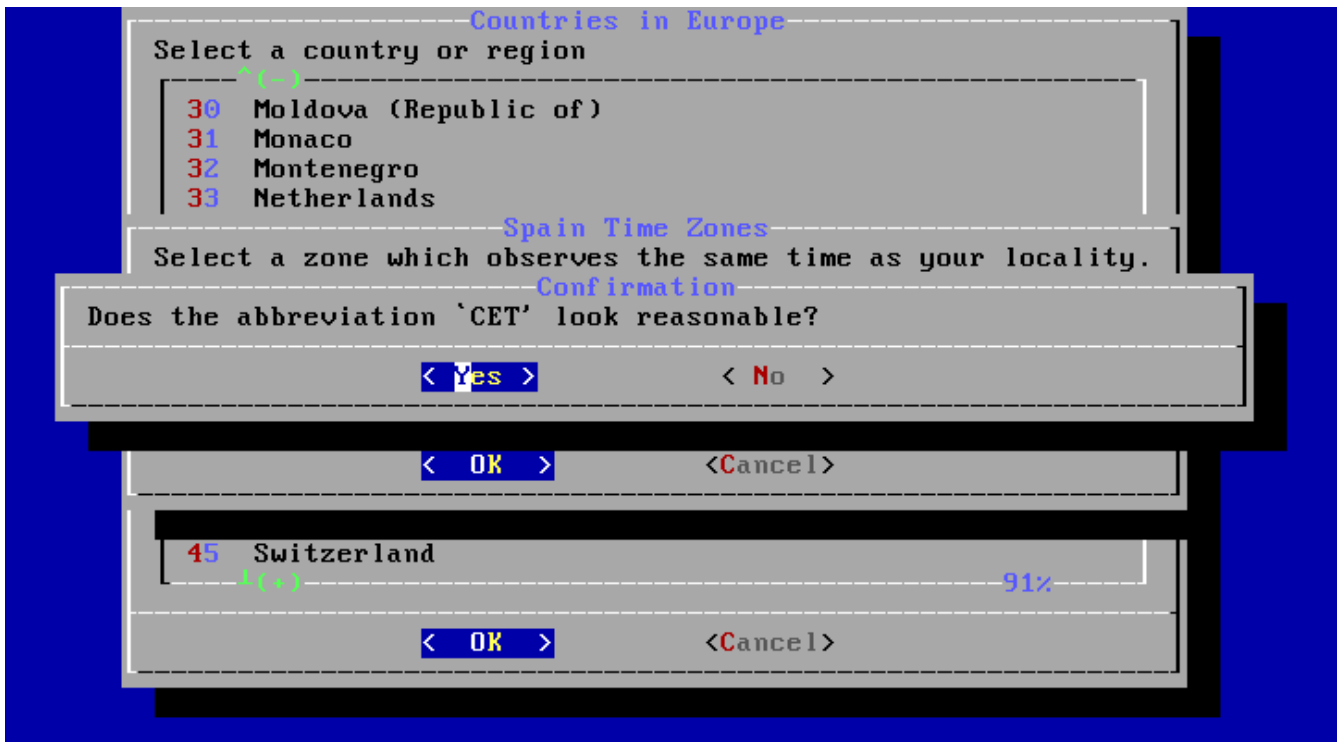 Countries in Europe
Select a country or region
^(-)
30 Moldova (Republic of)
31 Monaco
32 Montenegro
33 Netherlands
Spain Time Zones
Select a zone which observes the same time as your locality.
Confirmation
Does the abbreviation `CET' look reasonable?
< Yes > < No >
< OK > <Cancel>
45 Switzerland
┴(+) 91%
< OK > <Cancel>